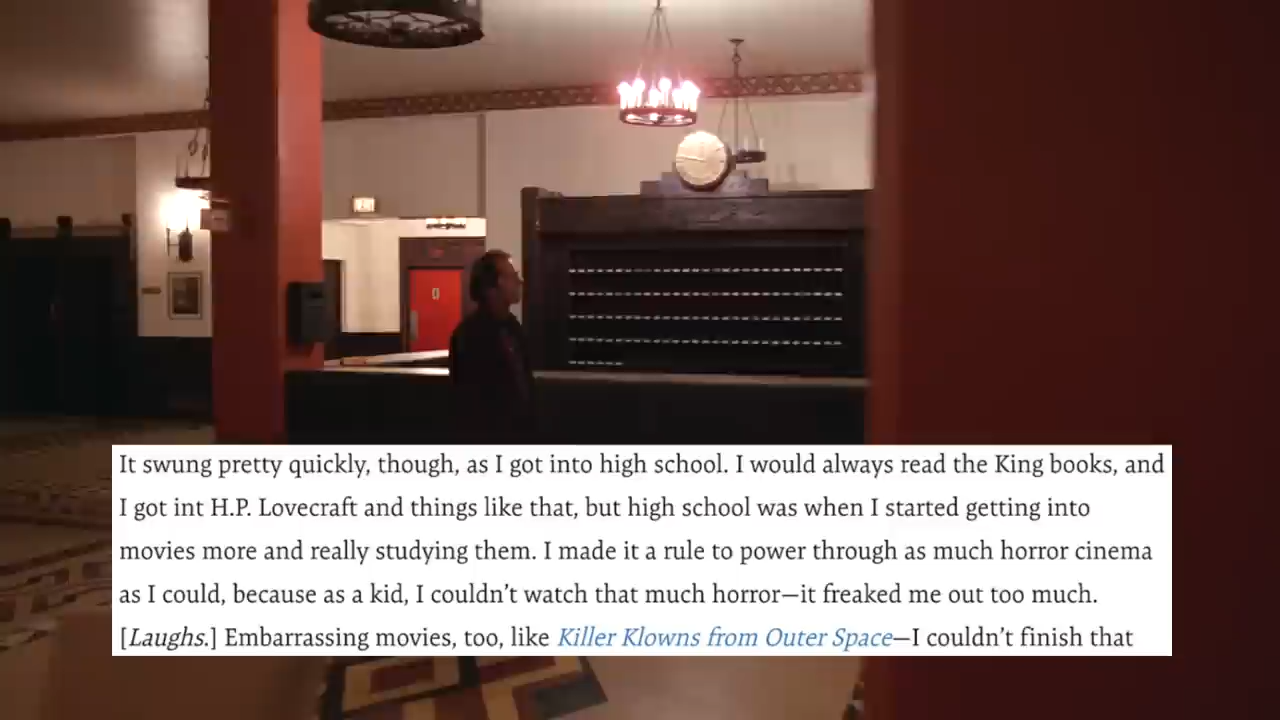 It swung pretty quickly, though, as I got into high school. I would always read the King books, and
I got int H.P. Lovecraft and things like that, but high school was when I started getting into
movies more and really studying them. I made it a rule to power through as much horror cinema
as I could, because as a kid, I couldn’t watch that much horror—it freaked me out too much.
[Laughs.] Embarrassing movies, too, like Killer Klowns from Outer Space—I couldn’t finish that